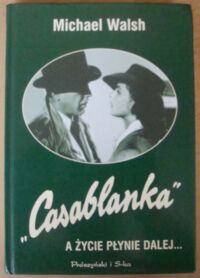 Michael Walsh
„Casablanka”
A ŻYCIE PŁYNIE DALEJ...
Prószyński i S-ka